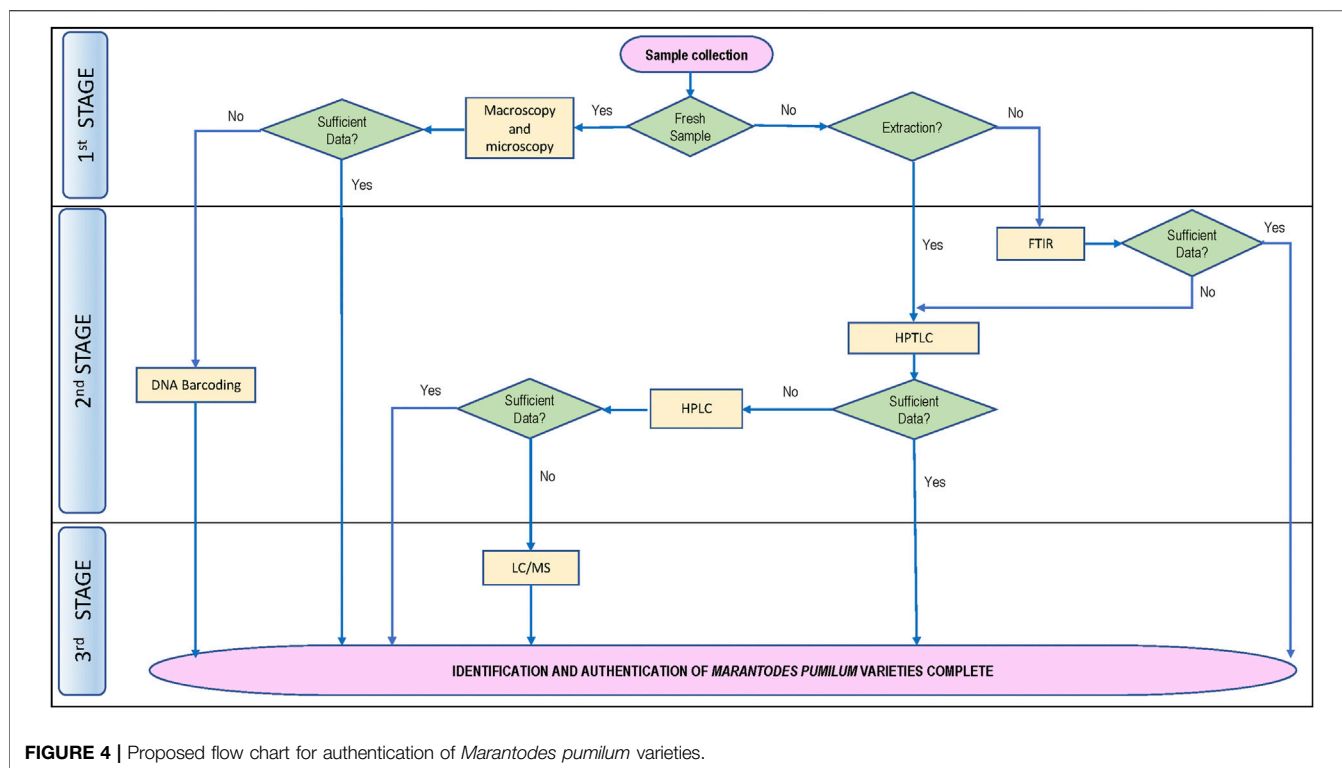 Sample collection
1st STAGE
No
Sufficient
Data?
Yes
Macroscopy
and
microscopy
Yes
Fresh
Sample
No
Extraction?
No
2nd STAGE
Yes
FTIR
Sufficient
Data?
Yes
No
HPTLC
DNA Barcoding
Yes
Sufficient
Data?
HPLC
No
Sufficient
Data?
No
Yes
3rd STAGE
LC/MS
IDENTIFICATION AND AUTHENTICATION OF MARANTODES PUMILUM VARIETIES COMPLETE
FIGURE 4 | Proposed flow chart for authentication of Marantodes pumilum varieties.